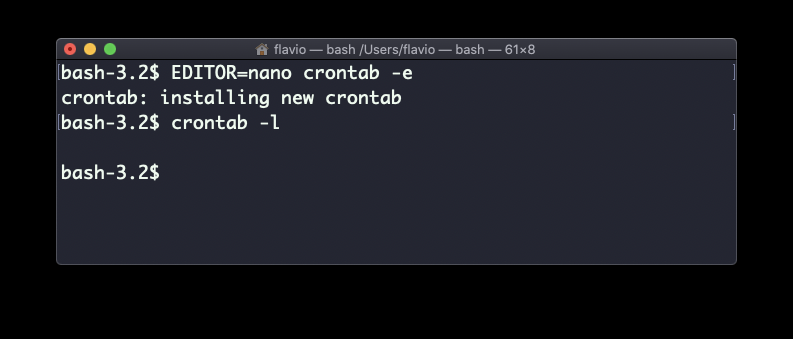 flavio — bash /Users/flavio — bash — 61×8
[bash-3.2$ EDITOR=nano crontab -e ]
crontab: installing new crontab
[bash-3.2$ crontab -l ]
bash-3.2$